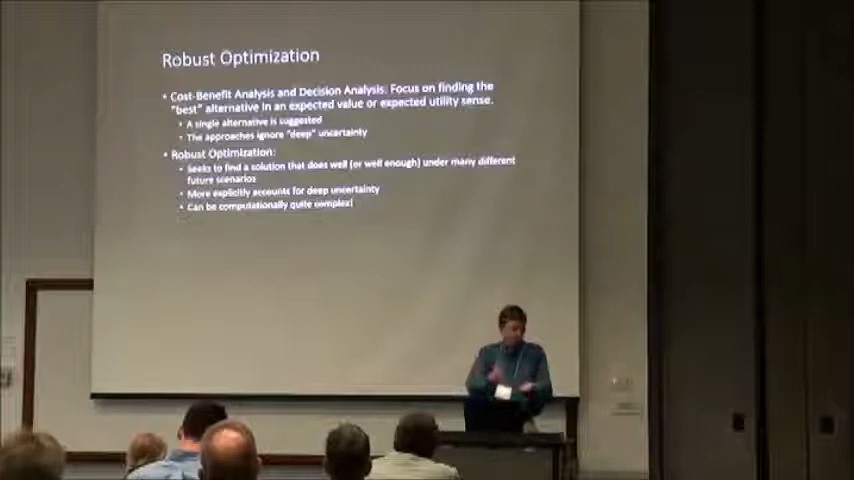 Robust Optimization
• Cost-Benefit Analysis and Decision Analysis: Focus on finding the
"best" alternative in an expected value or expected utility sense.
• A single alternative is suggested
• The approaches ignore "deep" uncertainty
• Robust Optimization:
• Seeks to find a solution that does well (or well enough) under many different
future scenarios
• More explicitly accounts for deep uncertainty
• Can be computationally quite complex!